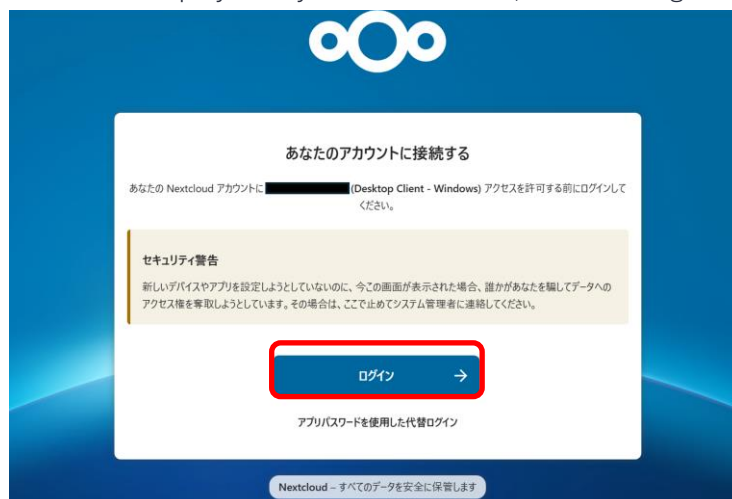 あなたのアカウントに接続する
あなたの Nextcloud アカウントに (Desktop Client - Windows) アクセスを許可する前にログインして
ください。
セキュリティ警告
新しいデバイスやアプリを設定しようとしていないのに、今この画面が表示された場合、誰かがあなたを騙してデータへの
アクセス権を奪取しようとしています。その場合は、ここで止めてシステム管理者に連絡してください。
ログイン →
アプリパスワードを使用した代替ログイン
Nextcloud – すべてのデータを安全に保管します